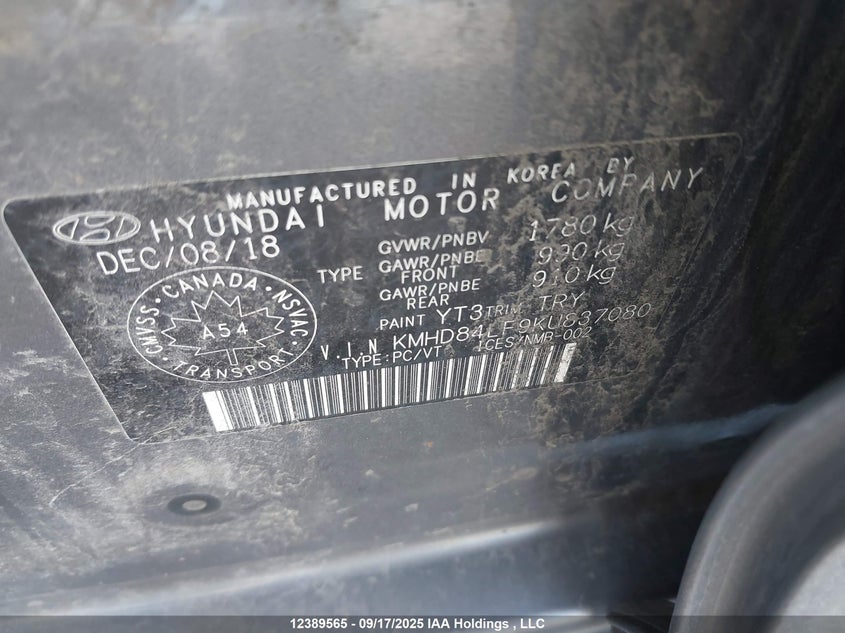 MANUFACTURED IN KOREA BY
HYUNDAI MOTOR COMPANY
DEC/08/18
TYPE
GVWR/PNBV 1780 kg
GAWR/PNBE FRONT 990 kg
GAWR/PNBE REAR 910 kg
PAINT YT3 TRIM TRY
V.I.N KMHD84LF9KU837080
TYPE:PC/VT ICES/NMB-002
CMVSS · CANADA · NSVAC · TRANSPORT
A54
12389565 - 09/17/2025 IAA Holdings , LLC